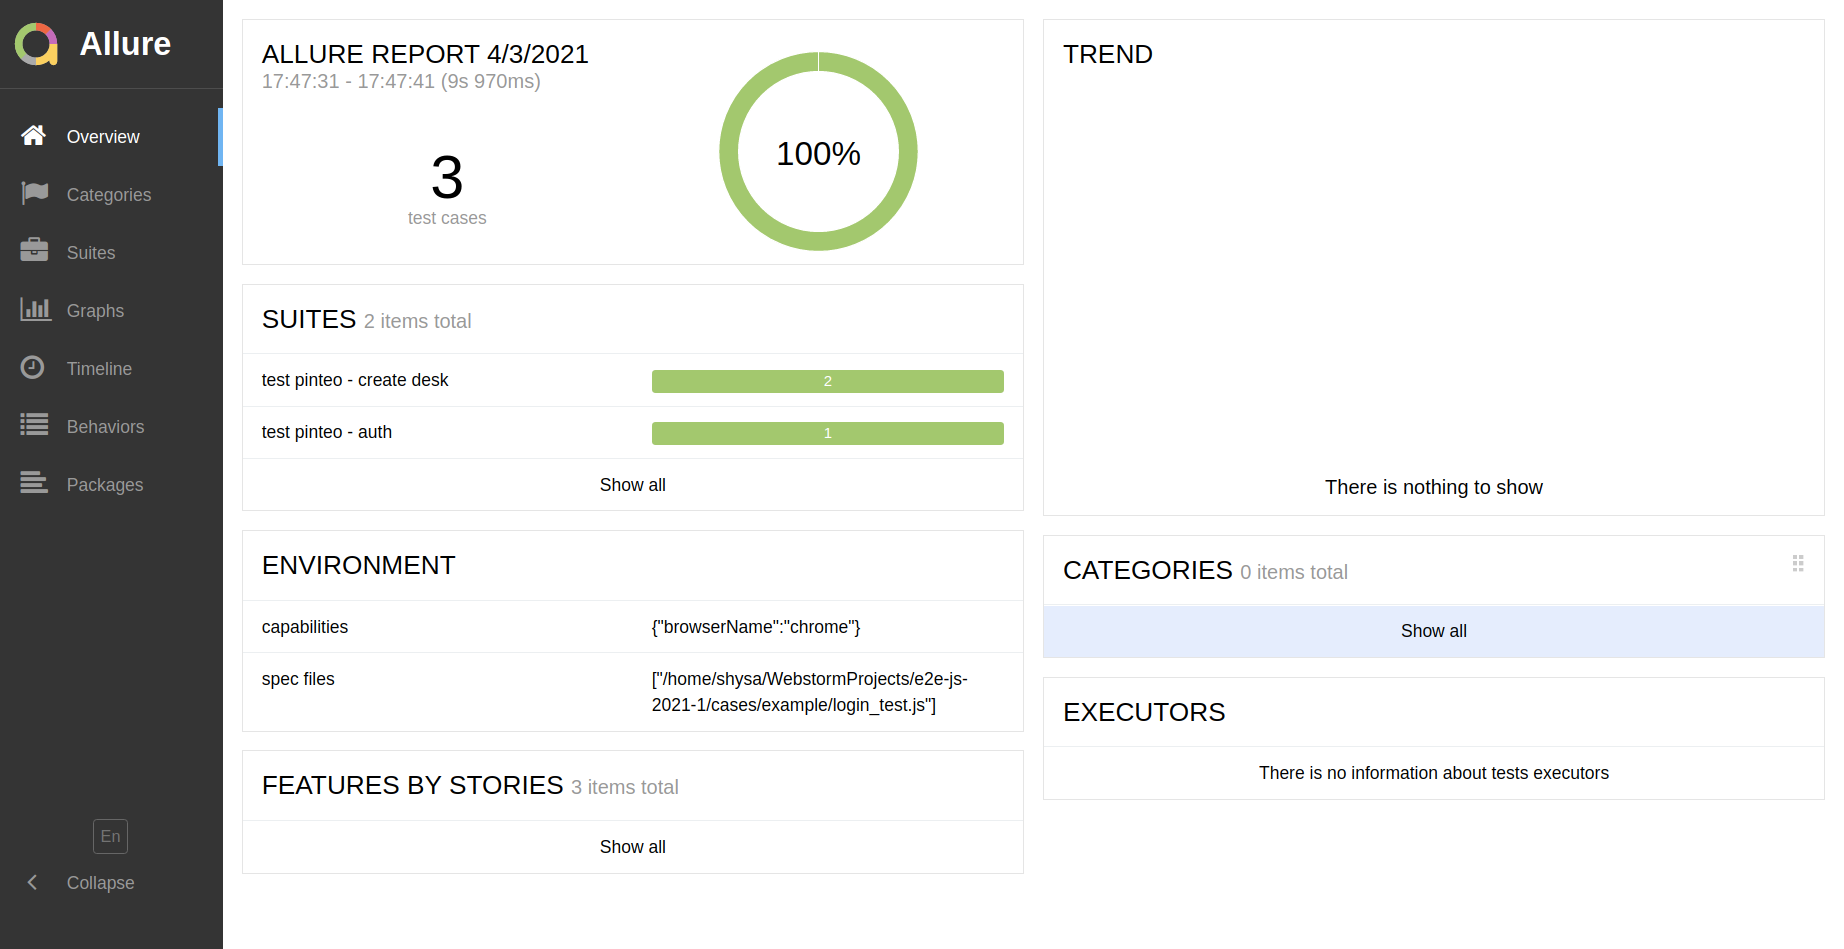 Allure
Overview
Categories
Suites
Graphs
Timeline
Behaviors
Packages
En
Collapse
ALLURE REPORT 4/3/2021
17:47:31 - 17:47:41 (9s 970ms)
3
test cases
100%
SUITES 2 items total
test pinteo - create desk 2
test pinteo - auth 1
Show all
ENVIRONMENT
capabilities {"browserName":"chrome"}
spec files ["/home/shysa/WebstormProjects/e2e-js-
2021-1/cases/example/login_test.js"]
FEATURES BY STORIES 3 items total
Show all
TREND
There is nothing to show
CATEGORIES 0 items total
Show all
EXECUTORS
There is no information about tests executors